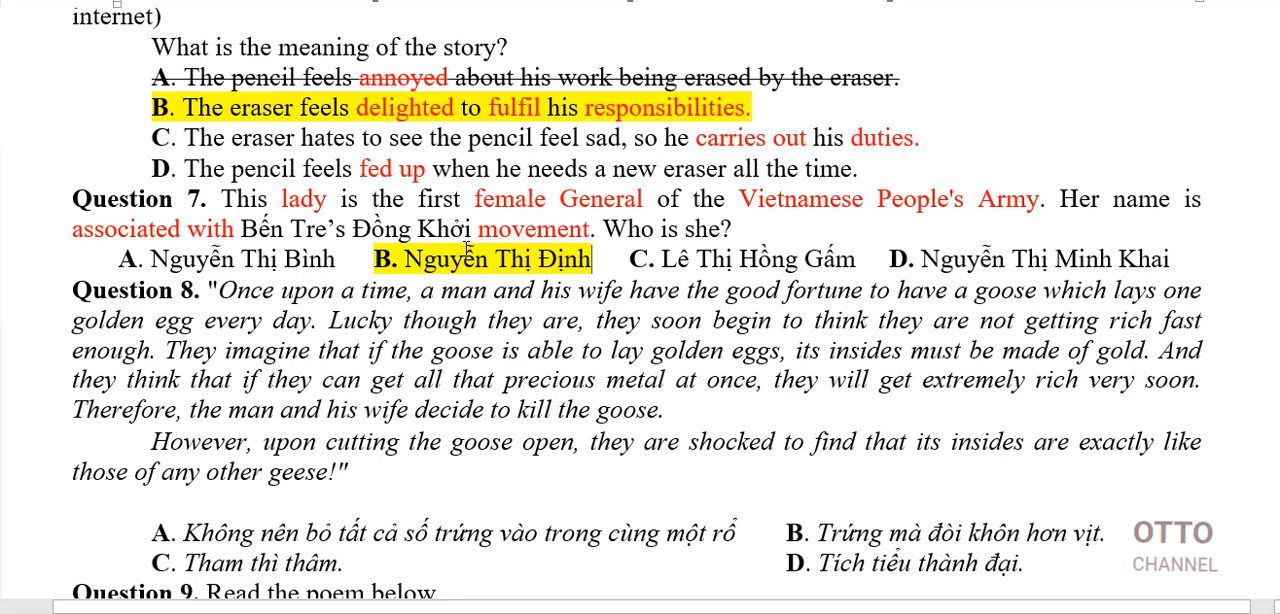 internet)
What is the meaning of the story?
A. The pencil feels annoyed about his work being erased by the eraser.
B. The eraser feels delighted to fulfil his responsibilities.
C. The eraser hates to see the pencil feel sad, so he carries out his duties.
D. The pencil feels fed up when he needs a new eraser all the time.
Question 7. This lady is the first female General of the Vietnamese People's Army. Her name is
associated with Bến Tre’s Đồng Khởi movement. Who is she?
A. Nguyễn Thị Bình B. Nguyễn Thị Định C. Lê Thị Hồng Gấm D. Nguyễn Thị Minh Khai
Question 8. "Once upon a time, a man and his wife have the good fortune to have a goose which lays one
golden egg every day. Lucky though they are, they soon begin to think they are not getting rich fast
enough. They imagine that if the goose is able to lay golden eggs, its insides must be made of gold. And
they think that if they can get all that precious metal at once, they will get extremely rich very soon.
Therefore, the man and his wife decide to kill the goose.
However, upon cutting the goose open, they are shocked to find that its insides are exactly like
those of any other geese!"
A. Không nên bỏ tất cả số trứng vào trong cùng một rổ B. Trứng mà đòi khôn hơn vịt.
C. Tham thì thâm. D. Tích tiểu thành đại.
OTTO
CHANNEL
Question 9. Read the poem below